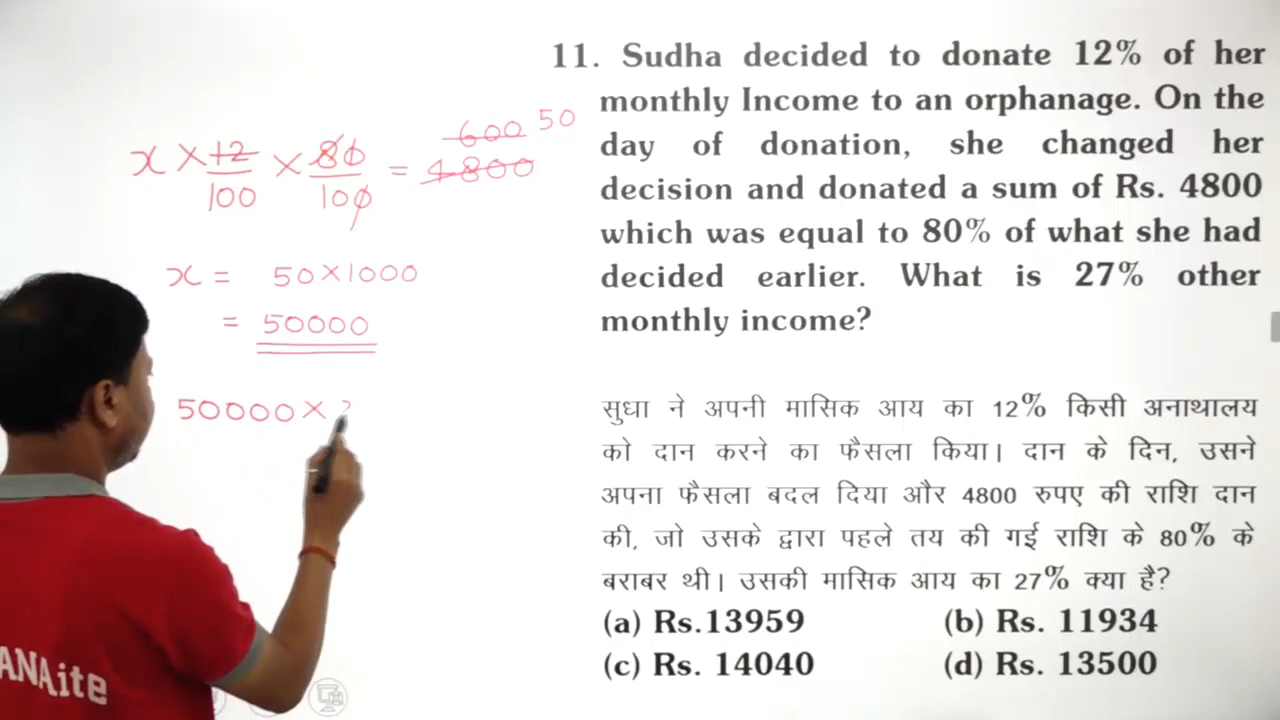 x × 12/100 × 80/100 = 4800
600 50
x = 50×1000
= 50000
50000 ×
ANAite
11. Sudha decided to donate 12% of her
monthly Income to an orphanage. On the
day of donation, she changed her
decision and donated a sum of Rs. 4800
which was equal to 80% of what she had
decided earlier. What is 27% other
monthly income?
सुधा ने अपनी मासिक आय का 12% किसी अनाथालय
को दान करने का फैसला किया। दान के दिन, उसने
अपना फैसला बदल दिया और 4800 रुपए की राशि दान
की, जो उसके द्वारा पहले तय की गई राशि के 80% के
बराबर थी। उसकी मासिक आय का 27% क्या है?
(a) Rs.13959 (b) Rs. 11934
(c) Rs. 14040 (d) Rs. 13500